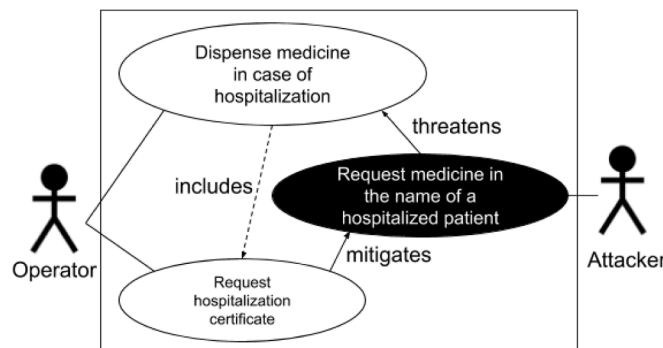 Dispense medicine
in case of
hospitalization
threatens
includes
Request medicine in
the name of a
hospitalized patient
mitigates
Operator
Attacker
Request
hospitalization
certificate